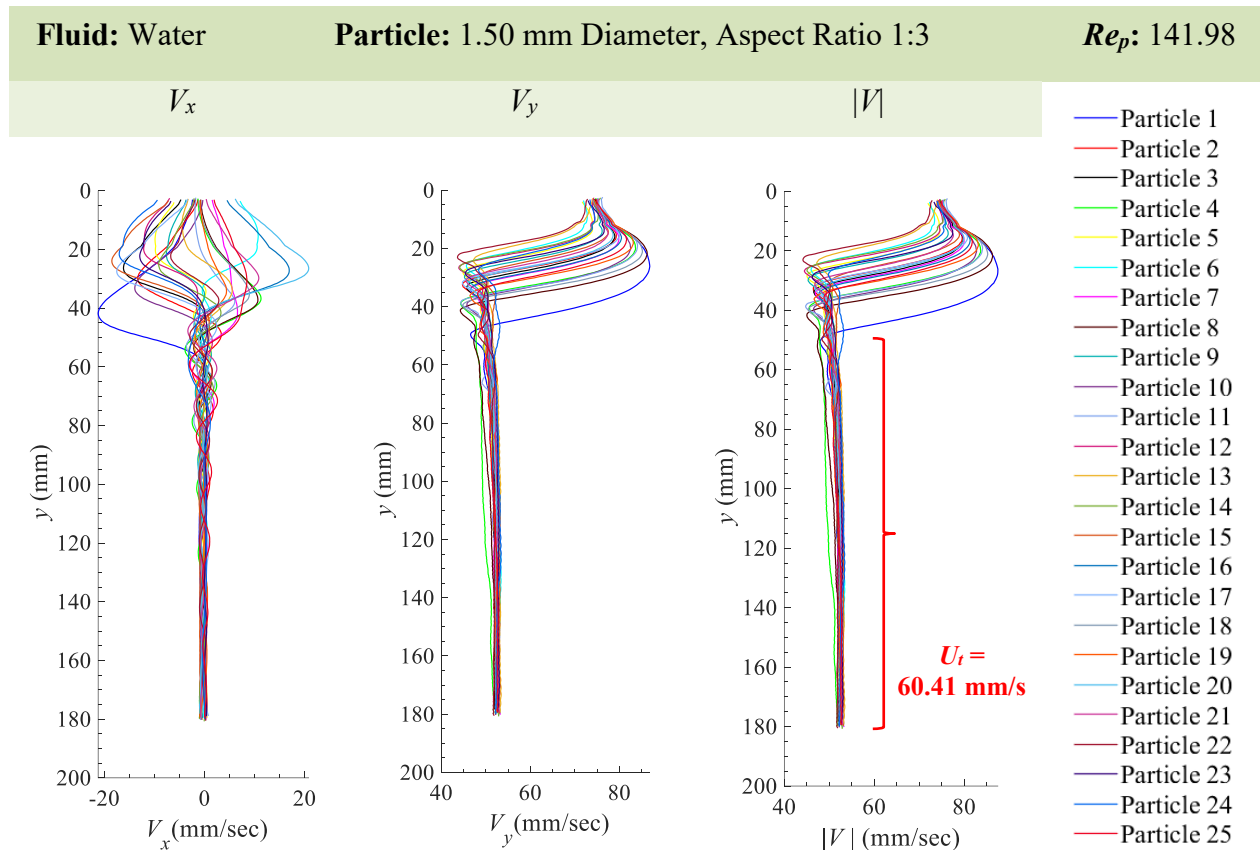 Fluid: Water Particle: 1.50 mm Diameter, Aspect Ratio 1:3 Re_p: 141.98
V_x V_y |V|
Particle 1
Particle 2
Particle 3
Particle 4
Particle 5
Particle 6
Particle 7
Particle 8
Particle 9
Particle 10
Particle 11
Particle 12
Particle 13
Particle 14
Particle 15
Particle 16
Particle 17
Particle 18
Particle 19
Particle 20
Particle 21
Particle 22
Particle 23
Particle 24
Particle 25
0
20
40
60
80
100
120
140
160
180
200
y (mm)
-20 0 20
V_x (mm/sec)
0
20
40
60
80
100
120
140
160
180
200
y (mm)
40 60 80
V_y (mm/sec)
0
20
40
60
80
100
120
140
160
180
200
y (mm)
40 60 80
|V| (mm/sec)
U_t =
60.41 mm/s